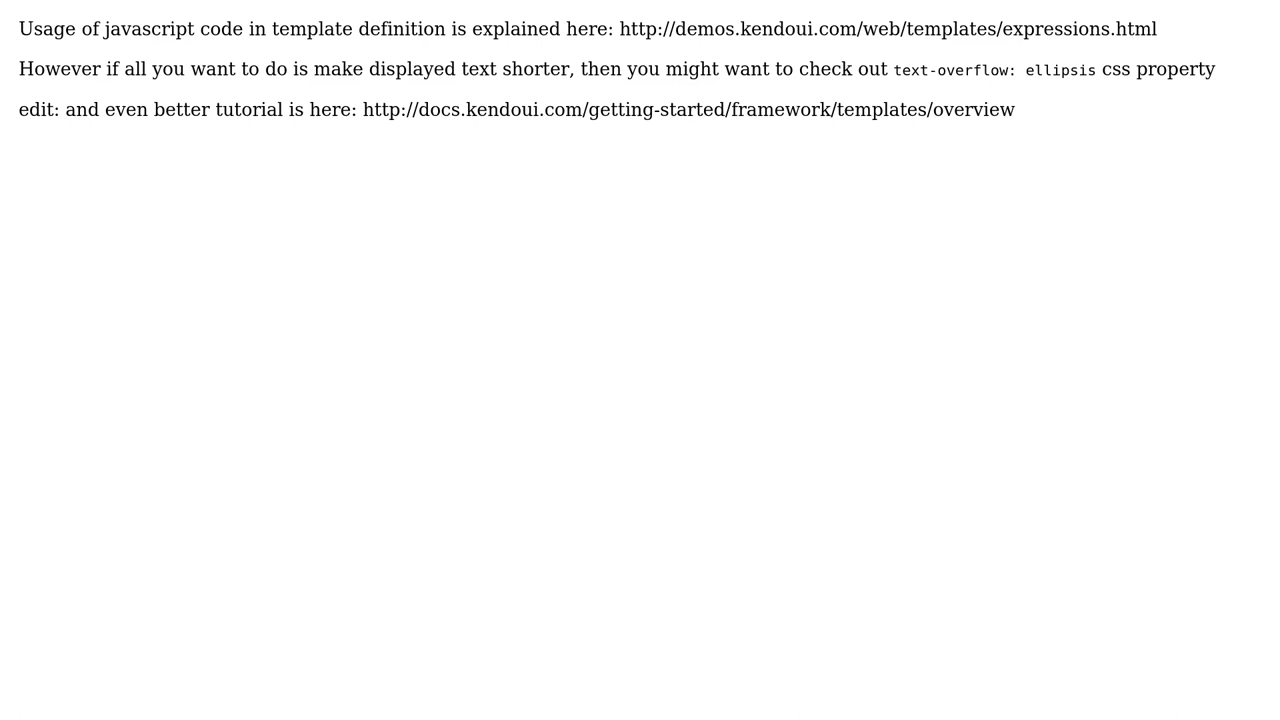 Usage of javascript code in template definition is explained here: http://demos.kendoui.com/web/templates/expressions.html
However if all you want to do is make displayed text shorter, then you might want to check out text-overflow: ellipsis css property
edit: and even better tutorial is here: http://docs.kendoui.com/getting-started/framework/templates/overview